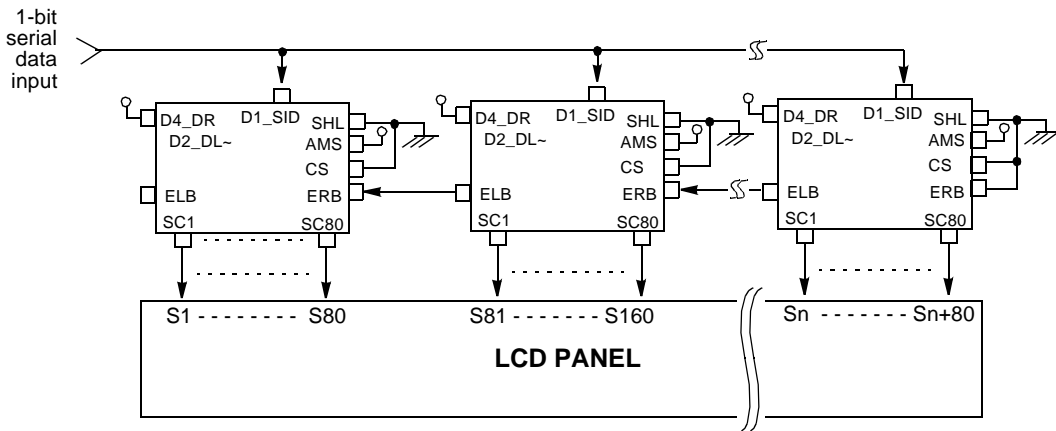 1-bit
serial
data
input
D4_DR
D1_SID
D2_DL~
SHL
AMS
CS
ELB
ERB
SC1
SC80
D4_DR
D1_SID
D2_DL~
SHL
AMS
CS
ELB
ERB
SC1
SC80
D4_DR
D1_SID
D2_DL~
SHL
AMS
CS
ELB
ERB
SC1
SC80
S1 - - - - - - - - S80
S81 - - - - - - - S160
Sn - - - - - - - - Sn+80
LCD PANEL